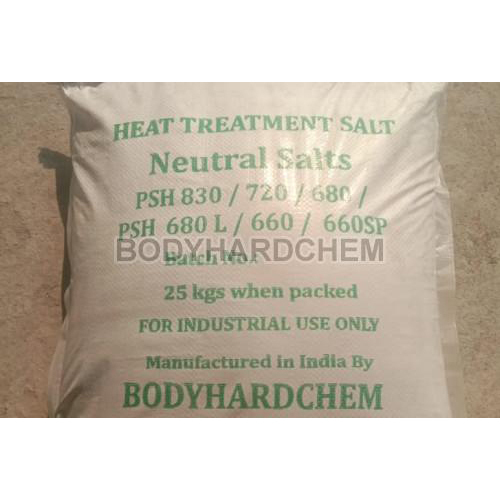 HEAT TREATMENT SALT
Neutral Salts
PSH 830 / 720 / 680 /
PSH 680 L / 660 / 660SP
BODYHARDCHEM
Batch No.
25 kgs when packed
FOR INDUSTRIAL USE ONLY
Manufactured in India By
BODYHARDCHEM